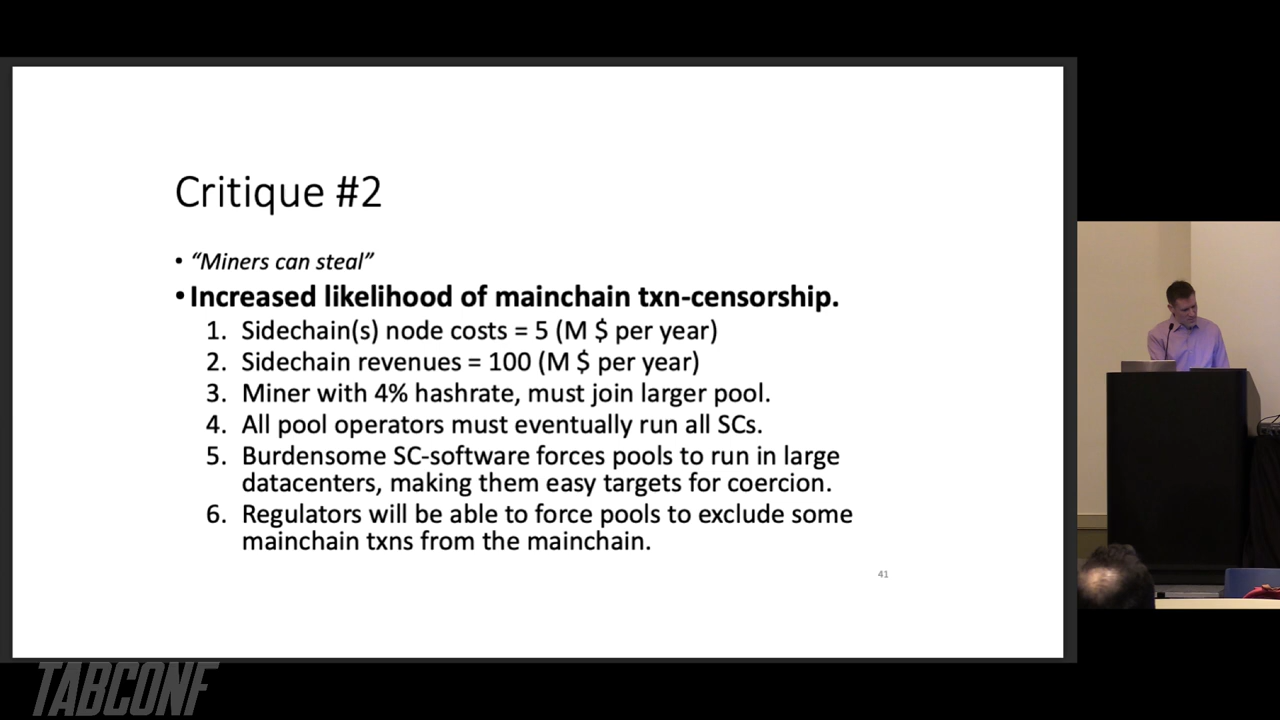 Critique #2
• “Miners can steal”
• Increased likelihood of mainchain txn-censorship.
1. Sidechain(s) node costs = 5 (M $ per year)
2. Sidechain revenues = 100 (M $ per year)
3. Miner with 4% hashrate, must join larger pool.
4. All pool operators must eventually run all SCs.
5. Burdensome SC-software forces pools to run in large
datacenters, making them easy targets for coercion.
6. Regulators will be able to force pools to exclude some
mainchain txns from the mainchain.
41
TABCONF